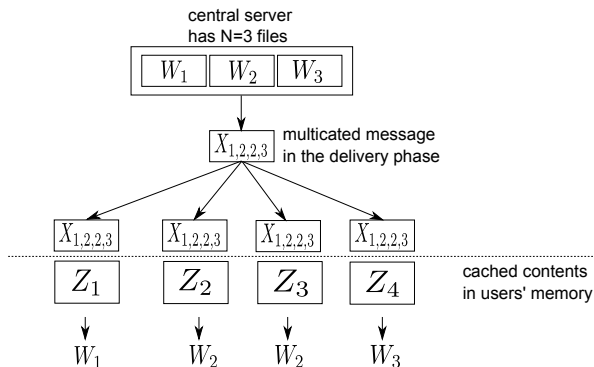 central server
has N=3 files
W_1 W_2 W_3
X_{1,2,2,3}
multicated message
in the delivery phase
X_{1,2,2,3} X_{1,2,2,3} X_{1,2,2,3} X_{1,2,2,3}
Z_1 Z_2 Z_3 Z_4
cached contents
in users' memory
W_1 W_2 W_2 W_3